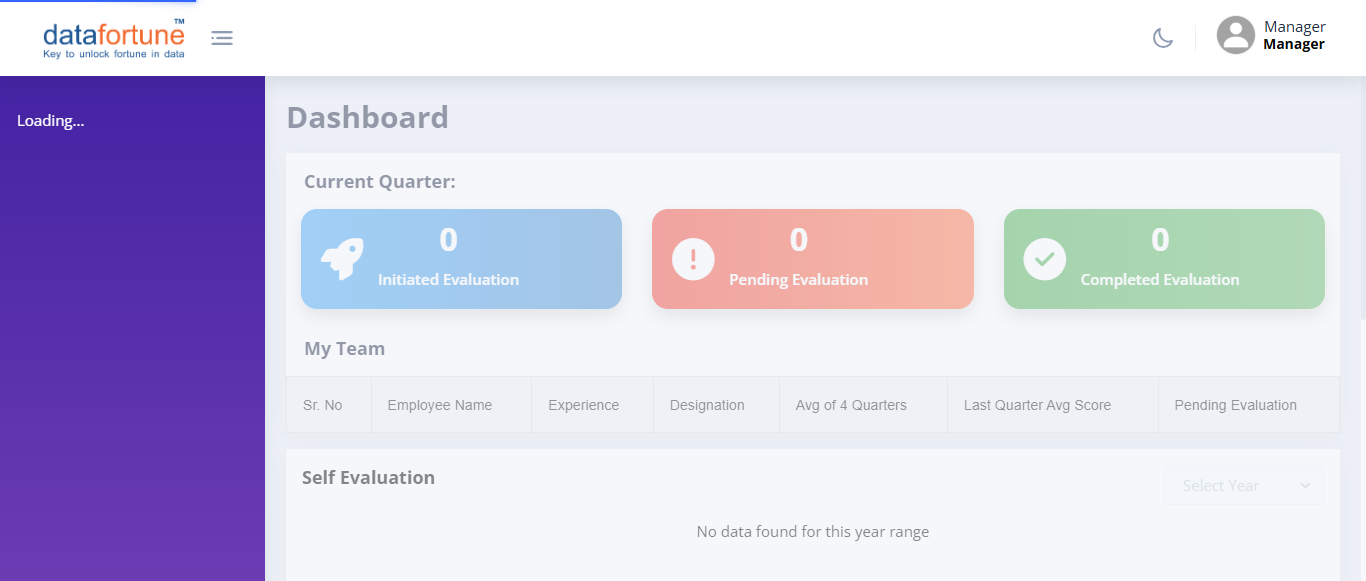 datafortune™
Key to unlock fortune in data
Manager
Manager
Loading...
Dashboard
Current Quarter:
0
Initiated Evaluation
0
Pending Evaluation
0
Completed Evaluation
My Team
Sr. No Employee Name Experience Designation Avg of 4 Quarters Last Quarter Avg Score Pending Evaluation
Self Evaluation
Select Year
No data found for this year range